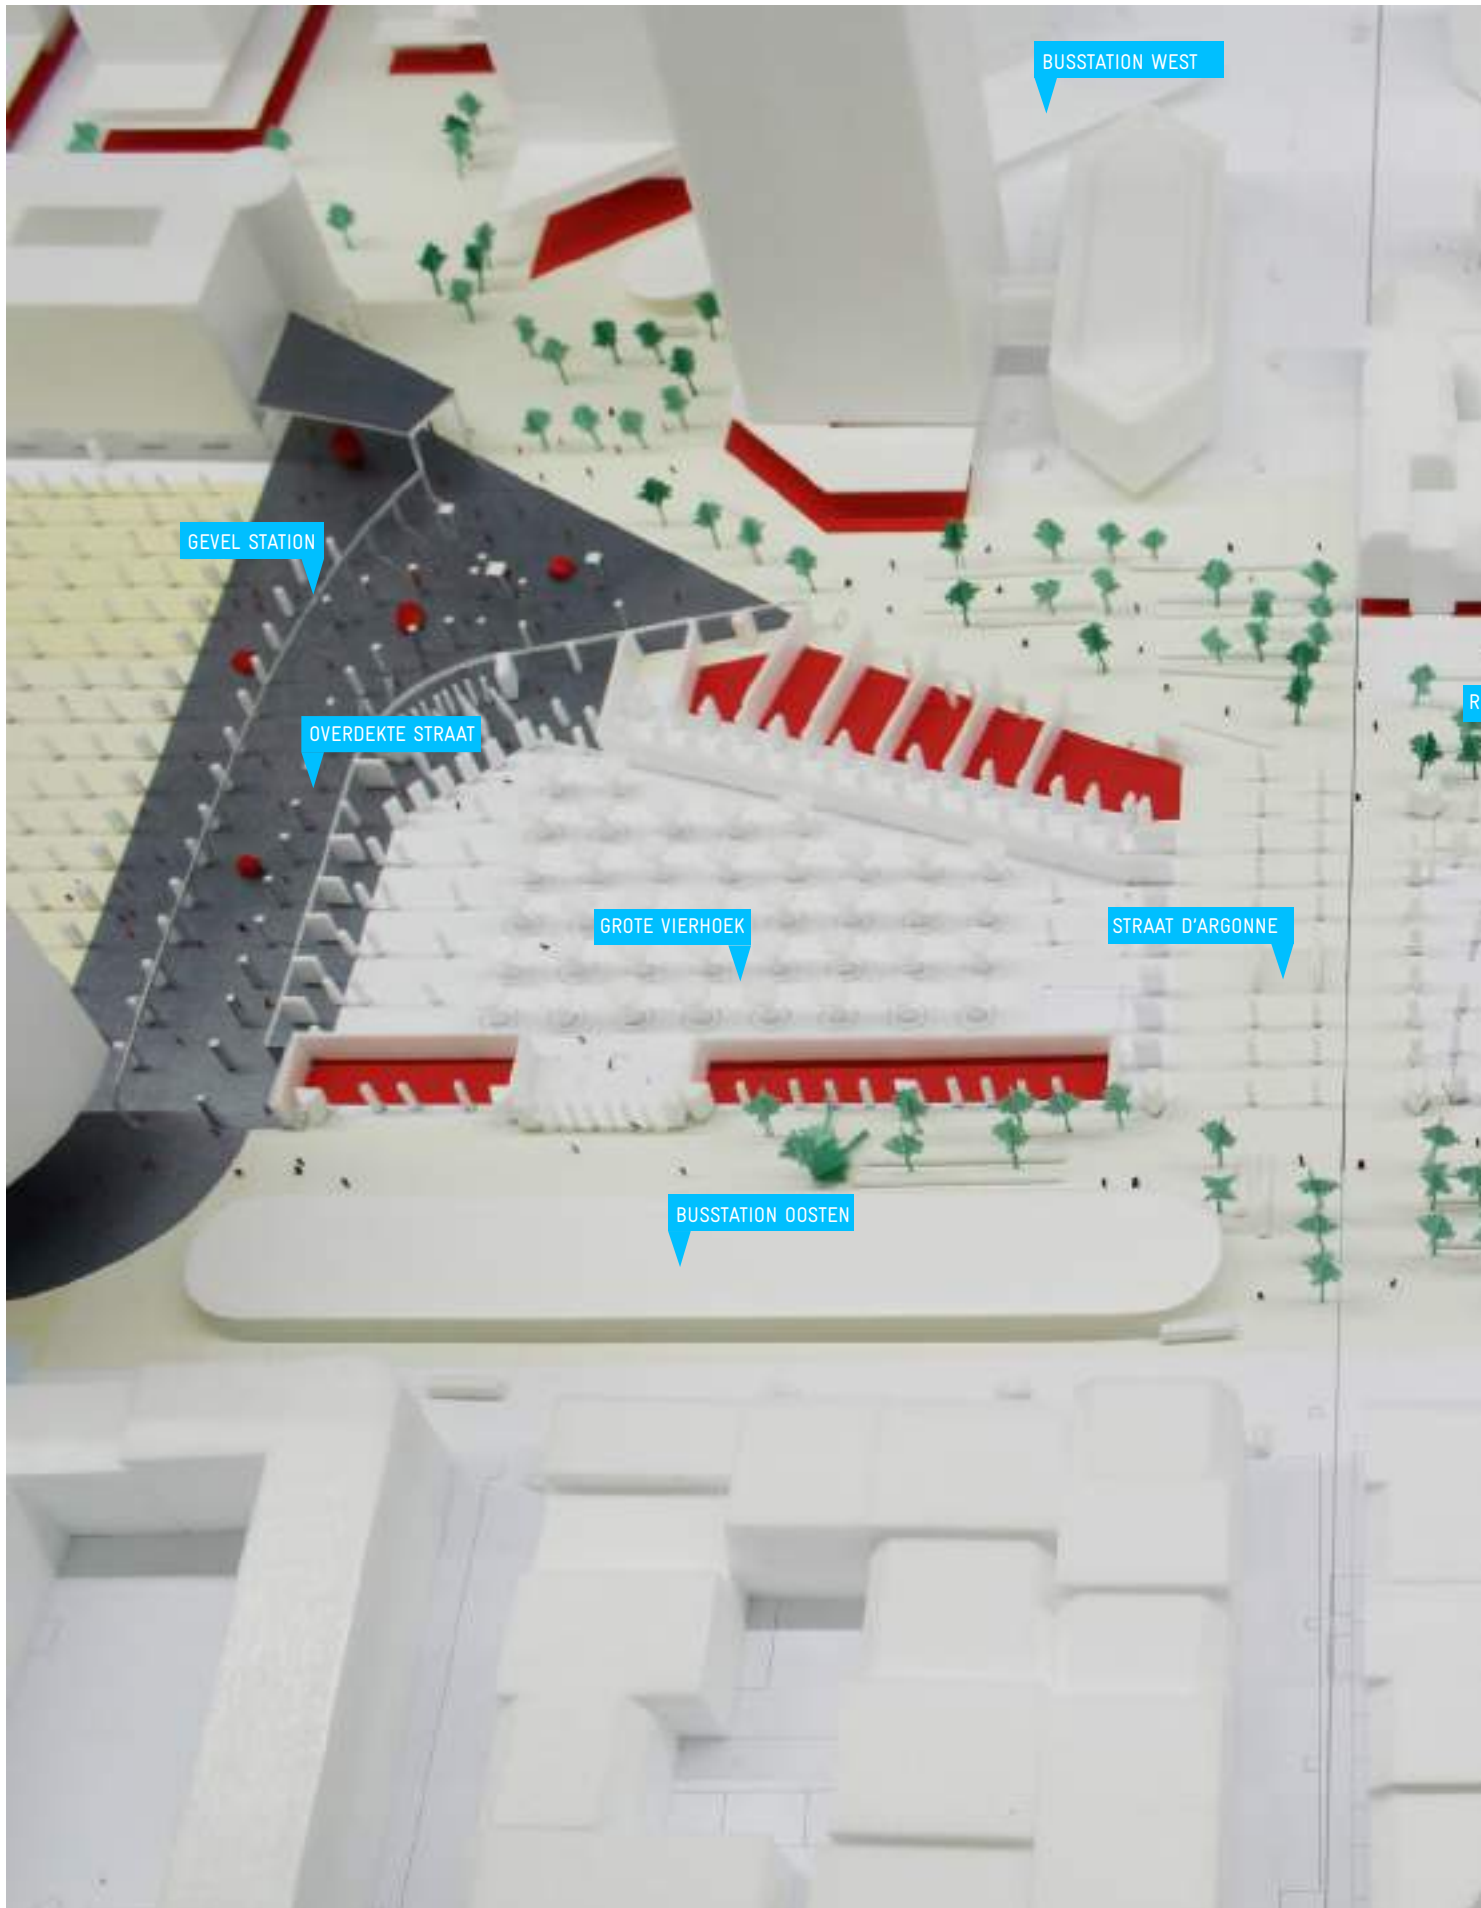 BUSSTATION WEST
GEVEL STATION
R
OVERDEKTE STRAAT
GROTE VIERHOEK
STRAAT D'ARGONNE
BUSSTATION OOSTEN